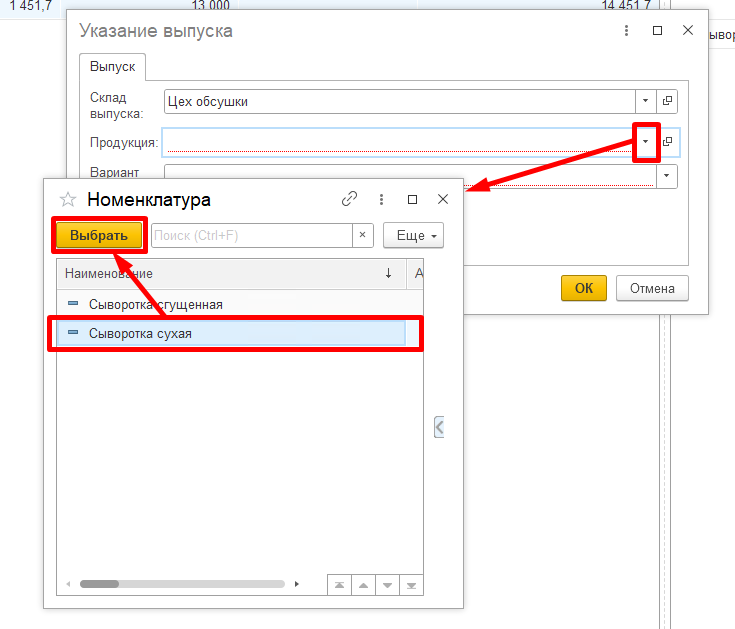 1 451,7 13,000 14 451,7
Указание выпуска
Выпуск
Склад выпуска: Цех обсушки
Продукция:
Вариант
Номенклатура
Выбрать Поиск (Ctrl+F) × Еще
Наименование ↓ А
Сыворотка сгущенная
Сыворотка сухая
ОК Отмена